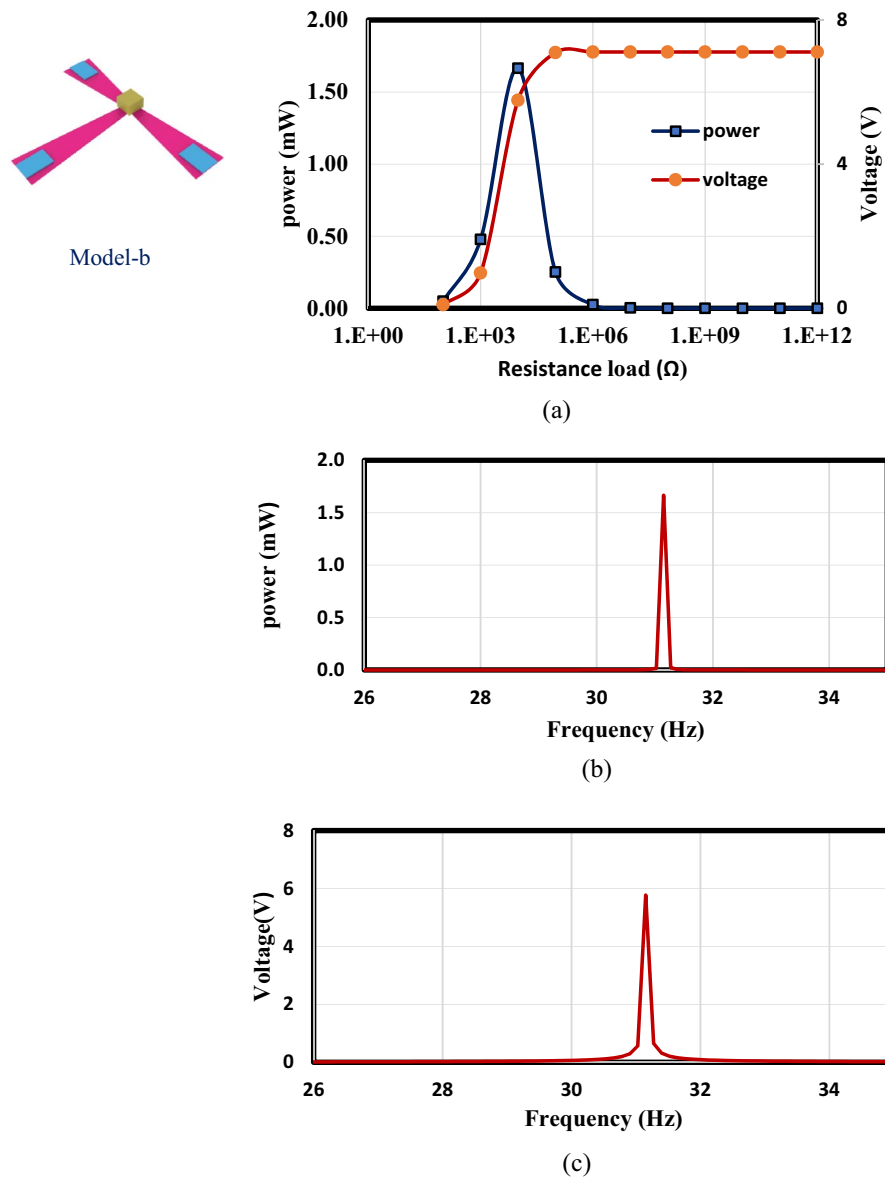 Model-b
2.00
1.50
1.00
0.50
0.00
power (mW)
8
4
0
Voltage (V)
power
voltage
1.E+00 1.E+03 1.E+06 1.E+09 1.E+12
Resistance load (Ω)
(a)
2.0
1.5
1.0
0.5
0.0
power (mW)
26 28 30 32 34
Frequency (Hz)
(b)
8
6
4
2
0
Voltage(V)
26 28 30 32 34
Frequency (Hz)
(c)